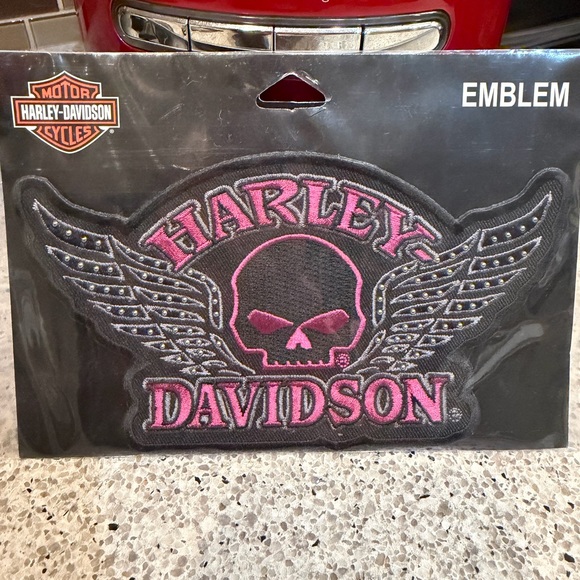 MOTOR
HARLEY-DAVIDSON
CYCLES
®
EMBLEM
HARLEY-
®
DAVIDSON
®